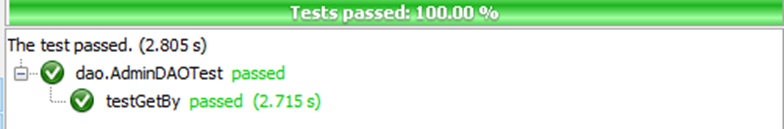 Tests passed: 100.00 %
The test passed. (2.805 s)
dao.AdminDAOTest passed
testGetBy passed (2.715 s)